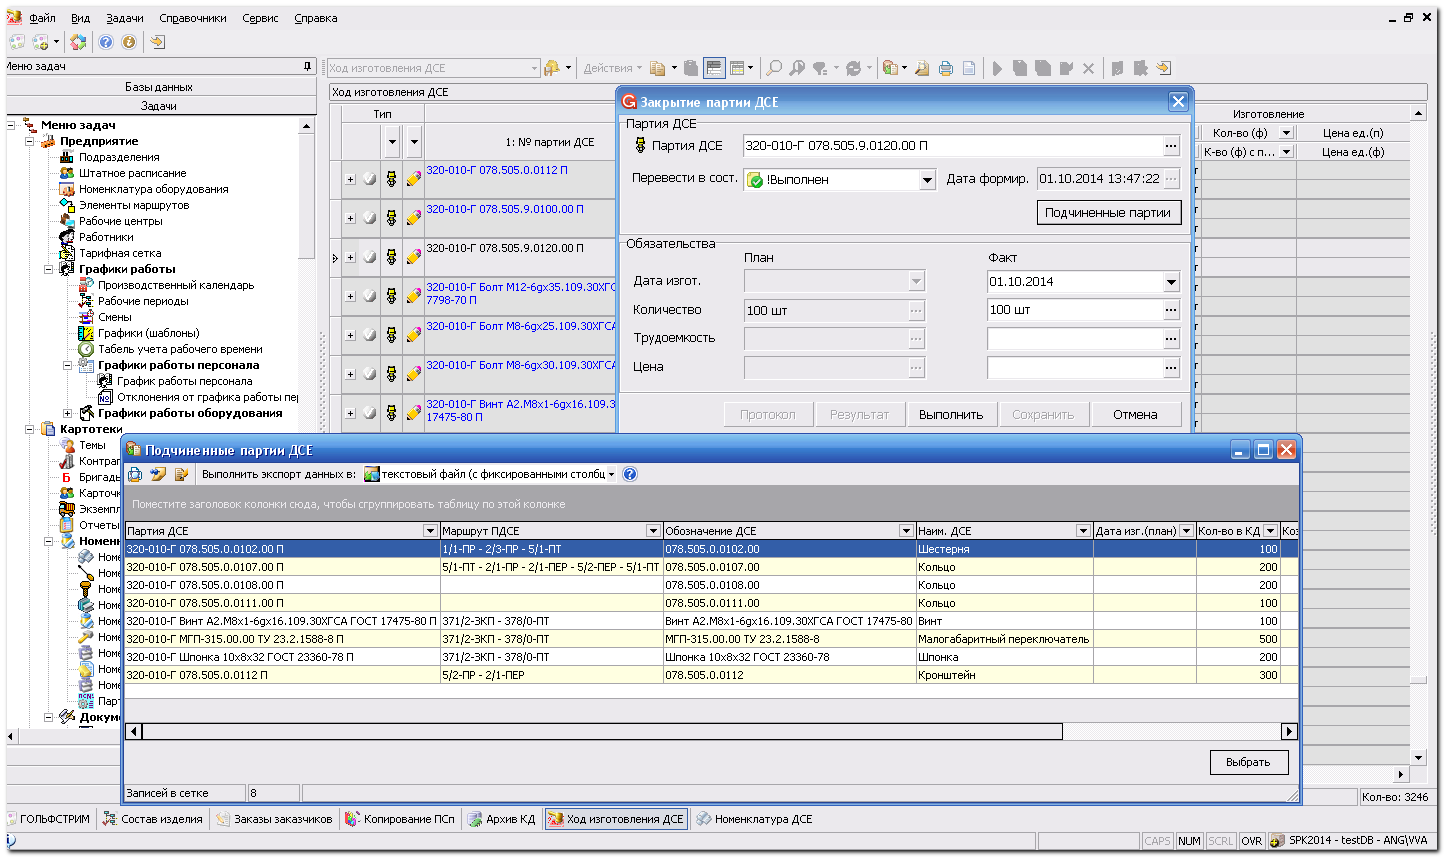 Файл Вид Задачи Справочники Сервис Справка
Меню задач
Базы данных
Задачи
Меню задач
Предприятие
Подразделения
Штатное расписание
Номенклатура оборудования
Элементы маршрутов
Рабочие центры
Работники
Тарифная сетка
Графики работы
Производственный календарь
Рабочие периоды
Смены
Графики (шаблоны)
Табель учета рабочего времени
Графики работы персонала
График работы персонала
Отклонения от графика работы пер
Графики работы оборудования
Картотеки
Темы
Контраг
Бригады
Карточк
Экземпл
Отчеты
Номенк
Номе
Номе
Номе
Номе
Номе
Номе
Номе
Номе
Номе
Парт
Докуме
Ход изготовления ДСЕ Действия
Ход изготовления ДСЕ
Тип Изготовление
1: № партии ДСЕ Кол-во (ф) Цена ед.(п)
К-во (ф) с п... Цена ед.(ф)
320-010-Г 078.505.0.0112 П
320-010-Г 078.505.9.0100.00 П
320-010-Г 078.505.9.0120.00 П
320-010-Г Болт М12-6gx35.109.30ХГС
7798-70 П
320-010-Г Болт М8-6gx25.109.30ХГСА
320-010-Г Болт М8-6gx30.109.30ХГСА
320-010-Г Винт А2.М8х1-6gx16.109.3
17475-80 П
Закрытие партии ДСЕ
Партия ДСЕ
Партия ДСЕ 320-010-Г 078.505.9.0120.00 П
Перевести в сост. !Выполнен Дата формир. 01.10.2014 13:47:22
Подчиненные партии
Обязательства
План Факт
Дата изгот. 01.10.2014
Количество 100 шт 100 шт
Трудоемкость
Цена
Протокол Результат Выполнить Сохранить Отмена
Подчиненные партии ДСЕ
Выполнить экспорт данных в: текстовый файл (с фиксированными столбц
Поместите заголовок колонки сюда, чтобы сгруппировать таблицу по этой колонке
Партия ДСЕ Маршрут ПДСЕ Обозначение ДСЕ Наим. ДСЕ Дата изг.(план) Кол-во в КД Коэ
320-010-Г 078.505.0.0102.00 П 1/1-ПР - 2/3-ПР - 5/1-ПТ 078.505.0.0102.00 Шестерня 100
320-010-Г 078.505.0.0107.00 П 5/1-ПТ - 2/1-ПР - 2/1-ПЕР - 5/2-ПЕР - 5/1-ПТ 078.505.0.0107.00 Кольцо 200
320-010-Г 078.505.0.0108.00 П 078.505.0.0108.00 Кольцо 200
320-010-Г 078.505.0.0111.00 П 078.505.0.0111.00 Кольцо 100
320-010-Г Винт А2.М8х1-6gx16.109.30ХГСА ГОСТ 17475-80 П 371/2-ЗКП - 378/0-ПТ Винт А2.М8х1-6gx16.109.30ХГСА ГОСТ 17475-80 Винт 100
320-010-Г МГП-315.00.00 ТУ 23.2.1588-8 П 371/2-ЗКП - 378/0-ПТ МГП-315.00.00 ТУ 23.2.1588-8 Малогабаритный переключатель 500
320-010-Г Шпонка 10х8х32 ГОСТ 23360-78 П 371/2-ЗКП - 378/0-ПТ Шпонка 10х8х32 ГОСТ 23360-78 Шпонка 200
320-010-Г 078.505.0.0112 П 5/2-ПР - 2/1-ПЕР 078.505.0.0112 Кронштейн 300
Выбрать
Записей в сетке 8
Кол-во: 3246
ГОЛЬФСТРИМ Состав изделия Заказы заказчиков Копирование ПСп Архив КД Ход изготовления ДСЕ Номенклатура ДСЕ
CAPS NUM SCRL OVR SPK2014 - testDB - ANG\VVA